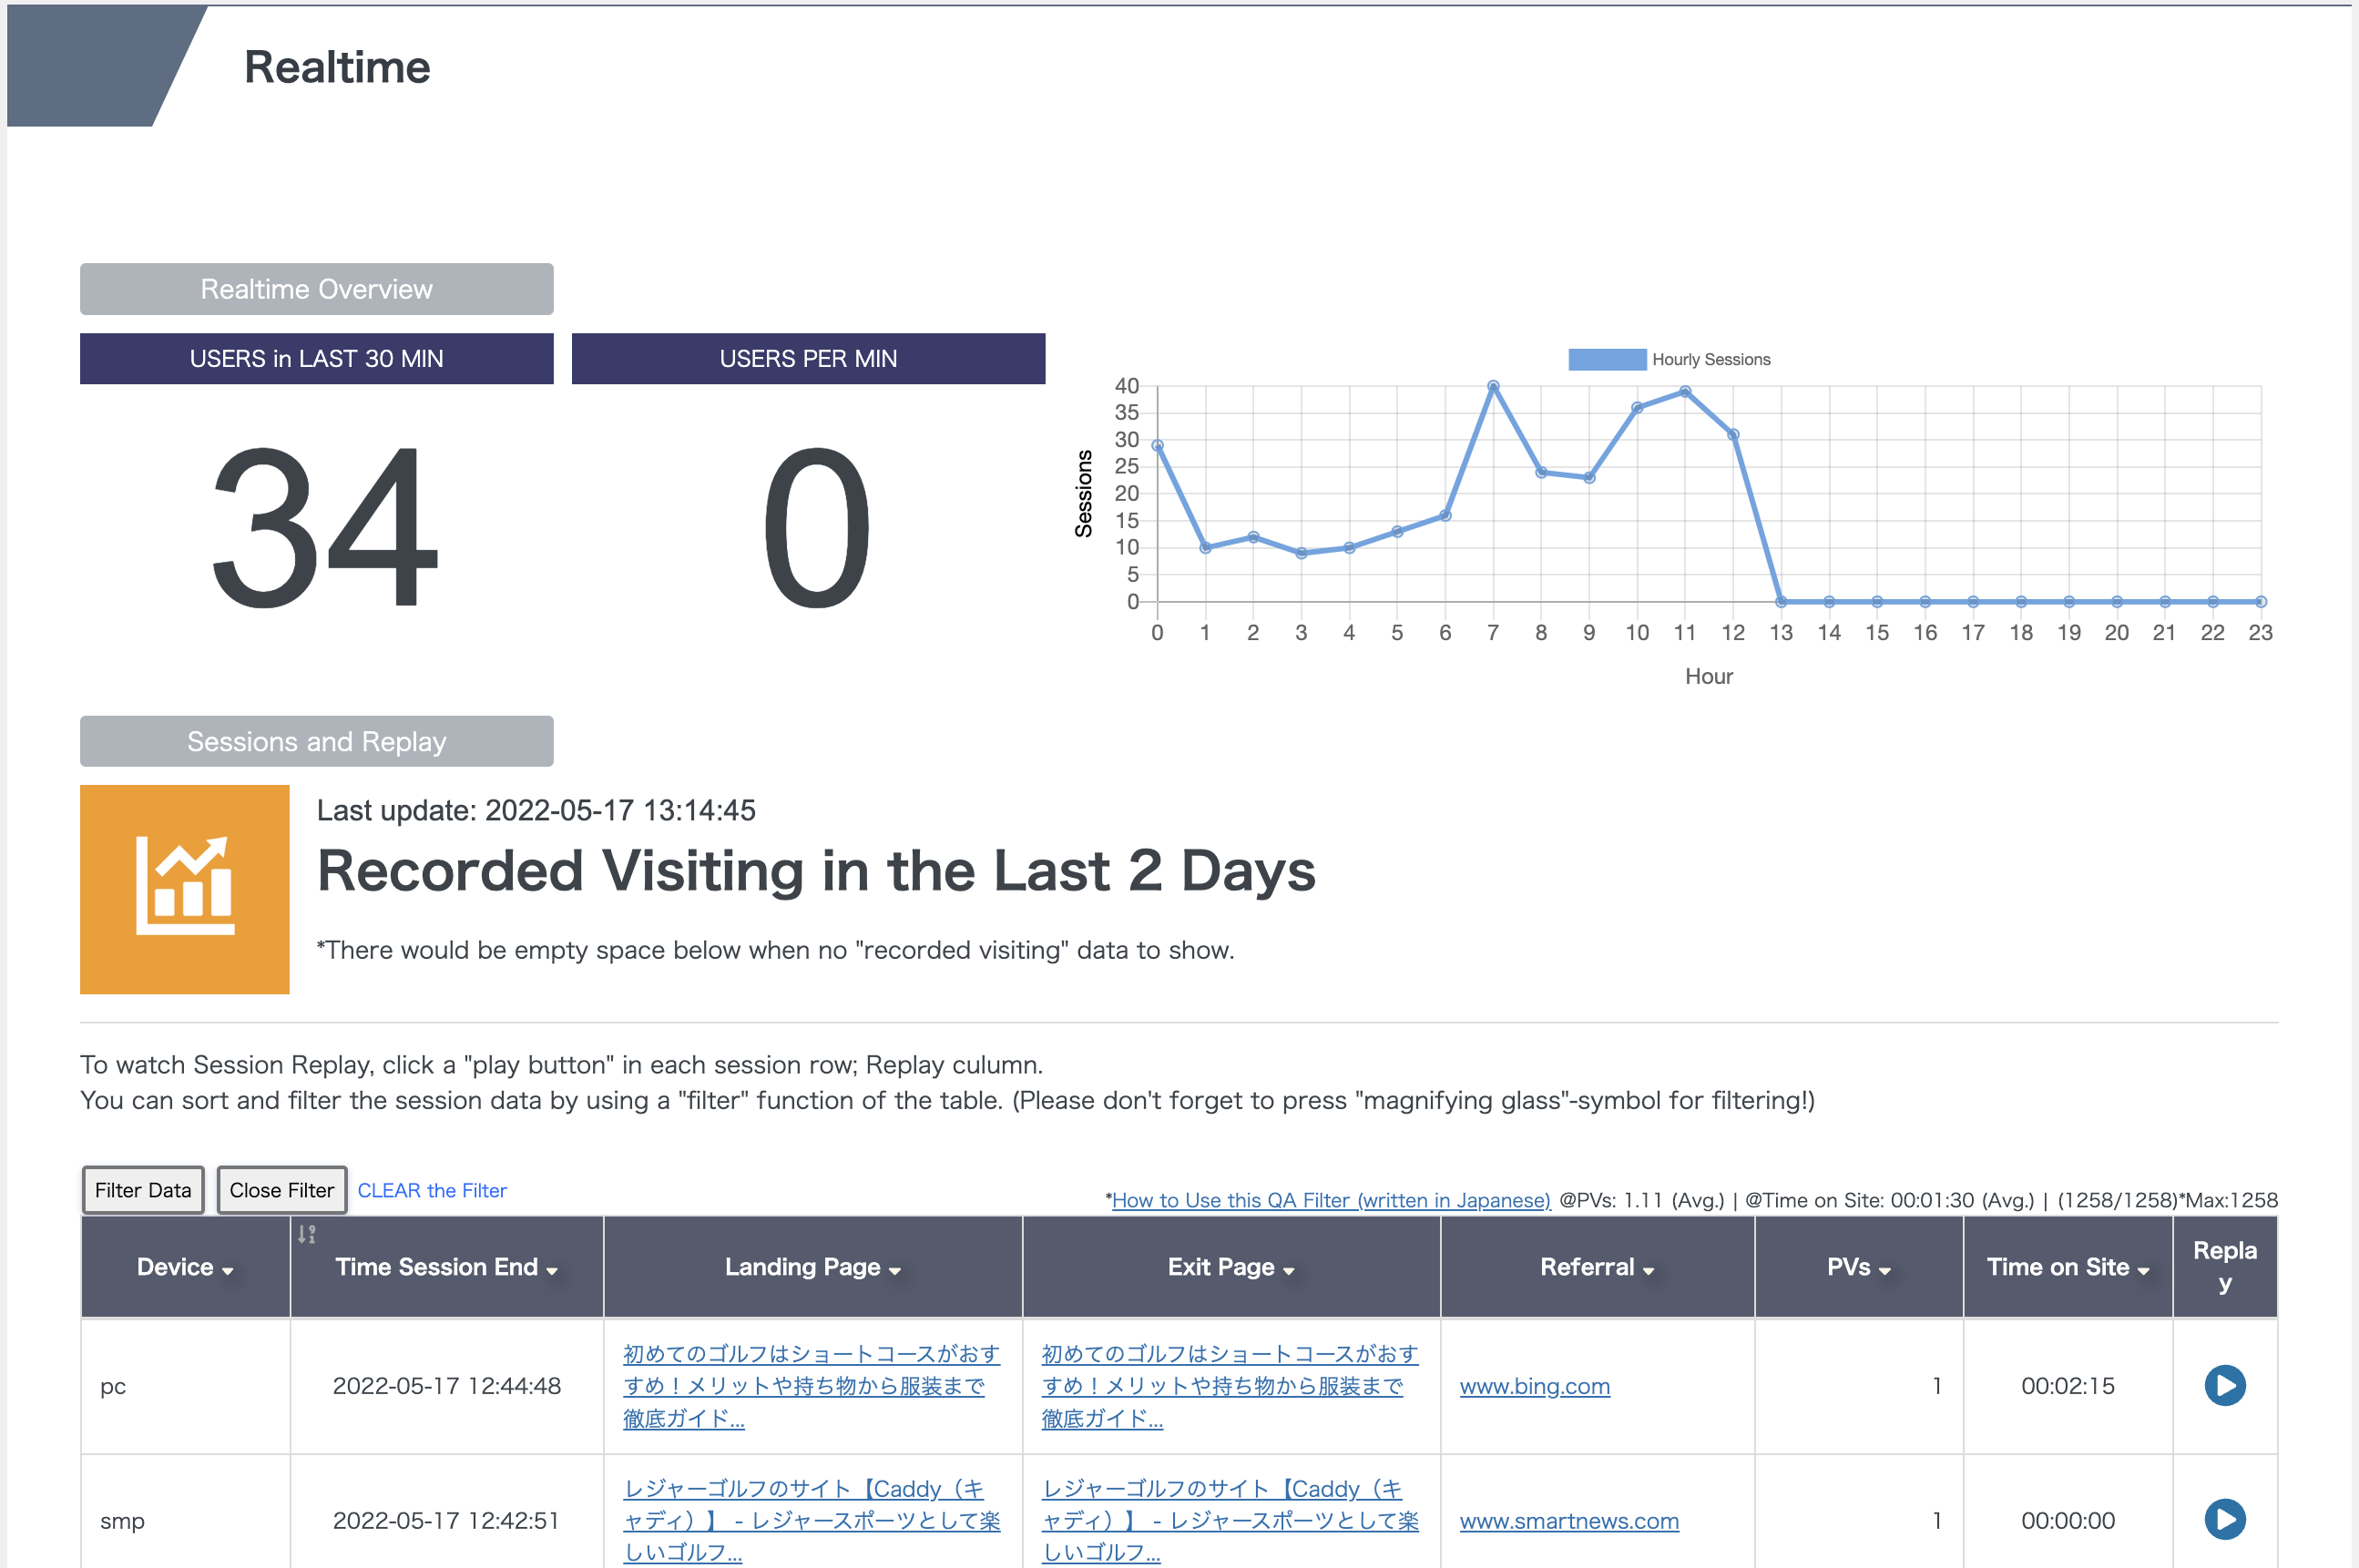 Realtime
Realtime Overview
USERS in LAST 30 MIN
USERS PER MIN
34
0
Hourly Sessions
Sessions
40
35
30
25
20
15
10
5
0
0 1 2 3 4 5 6 7 8 9 10 11 12 13 14 15 16 17 18 19 20 21 22 23
Hour
Sessions and Replay
Last update: 2022-05-17 13:14:45
Recorded Visiting in the Last 2 Days
*There would be empty space below when no "recorded visiting" data to show.
To watch Session Replay, click a "play button" in each session row; Replay culumn.
You can sort and filter the session data by using a "filter" function of the table. (Please don't forget to press "magnifying glass"-symbol for filtering!)
Filter Data
Close Filter
CLEAR the Filter
*How to Use this QA Filter (written in Japanese) @PVs: 1.11 (Avg.) | @Time on Site: 00:01:30 (Avg.) | (1258/1258)*Max:1258
Device
Time Session End
Landing Page
Exit Page
Referral
PVs
Time on Site
Repla
y
pc
2022-05-17 12:44:48
初めてのゴルフはショートコースがおす
すめ！メリットや持ち物から服装まで
徹底ガイド...
初めてのゴルフはショートコースがおす
すめ！メリットや持ち物から服装まで
徹底ガイド...
www.bing.com
1
00:02:15
smp
2022-05-17 12:42:51
レジャーゴルフのサイト【Caddy（キ
ャディ）】 - レジャースポーツとして楽
しいゴルフ...
レジャーゴルフのサイト【Caddy（キ
ャディ）】 - レジャースポーツとして楽
しいゴルフ...
www.smartnews.com
1
00:00:00